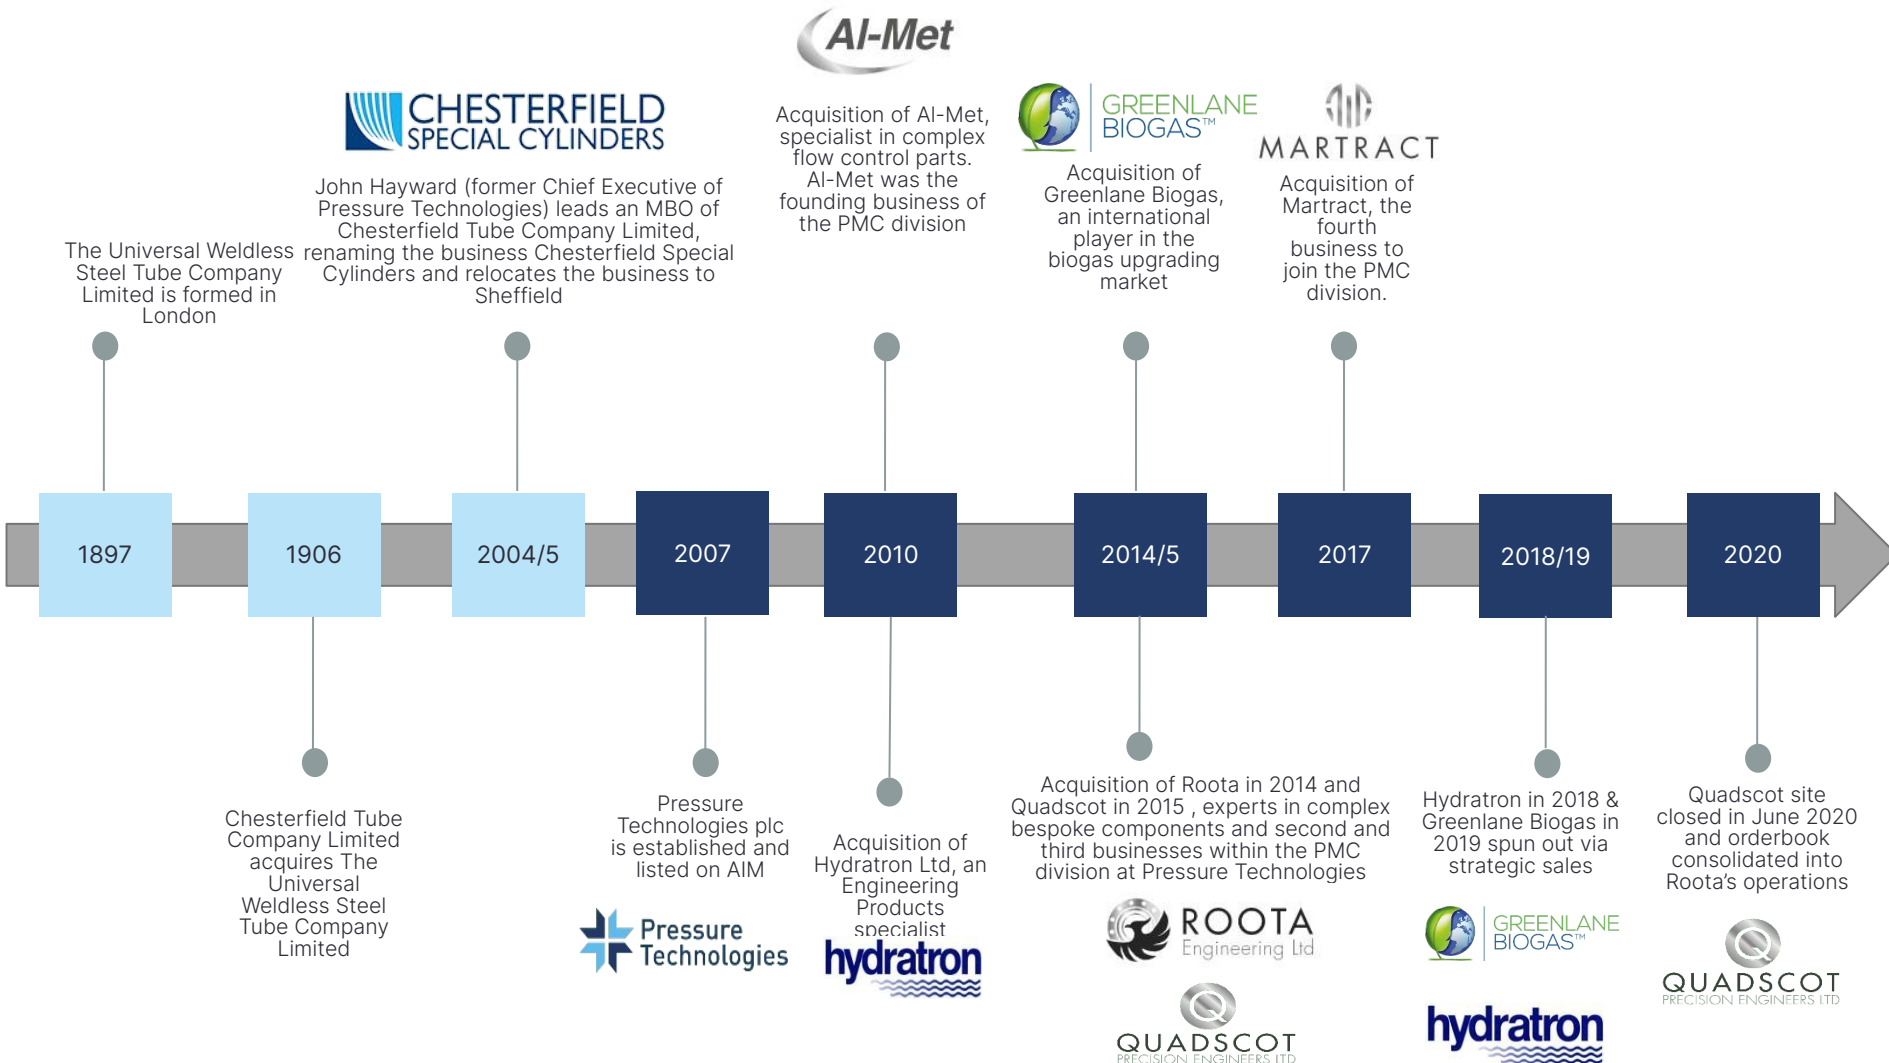 Al-Met
CHESTERFIELD
SPECIAL CYLINDERS
GREENLANE
BIOGAS™
MARTRACT
The Universal Weldless
Steel Tube Company
Limited is formed in
London
John Hayward (former Chief Executive of
Pressure Technologies) leads an MBO of
Chesterfield Tube Company Limited,
renaming the business Chesterfield Special
Cylinders and relocates the business to
Sheffield
Acquisition of Al-Met,
specialist in complex
flow control parts.
Al-Met was the
founding business of
the PMC division
Acquisition of
Greenlane Biogas,
an international
player in the
biogas upgrading
market
Acquisition of
Martract, the
fourth
business to
join the PMC
division.
1897
1906
2004/5
2007
2010
2014/5
2017
2018/19
2020
Chesterfield Tube
Company Limited
acquires The
Universal
Weldless Steel
Tube Company
Limited
Pressure
Technologies plc
is established and
listed on AIM
Pressure
Technologies
Acquisition of
Hydratron Ltd, an
Engineering
Products
specialist
hydratron
Acquisition of Roota in 2014 and
Quadscot in 2015 , experts in complex
bespoke components and second and
third businesses within the PMC
division at Pressure Technologies
ROOTA
Engineering Ltd
Q
QUADSCOT
PRECISION ENGINEERS LTD
Hydratron in 2018 &
Greenlane Biogas in
2019 spun out via
strategic sales
GREENLANE
BIOGAS™
hydratron
Quadscot site
closed in June 2020
and orderbook
consolidated into
Roota’s operations
Q
QUADSCOT
PRECISION ENGINEERS LTD